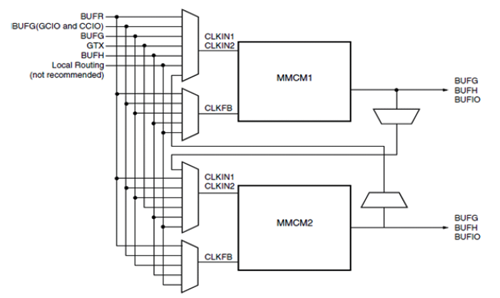 BUFR
IBUFG(GCIO and CCIO)
BUFG
GTX
BUFH
Local Routing
(not recommended)
CLKIN1
CLKIN2
CLKFB
MMCM1
BUFG
BUFH
BUFIO
CLKIN1
CLKIN2
CLKFB
MMCM2
BUFG
BUFH
BUFIO